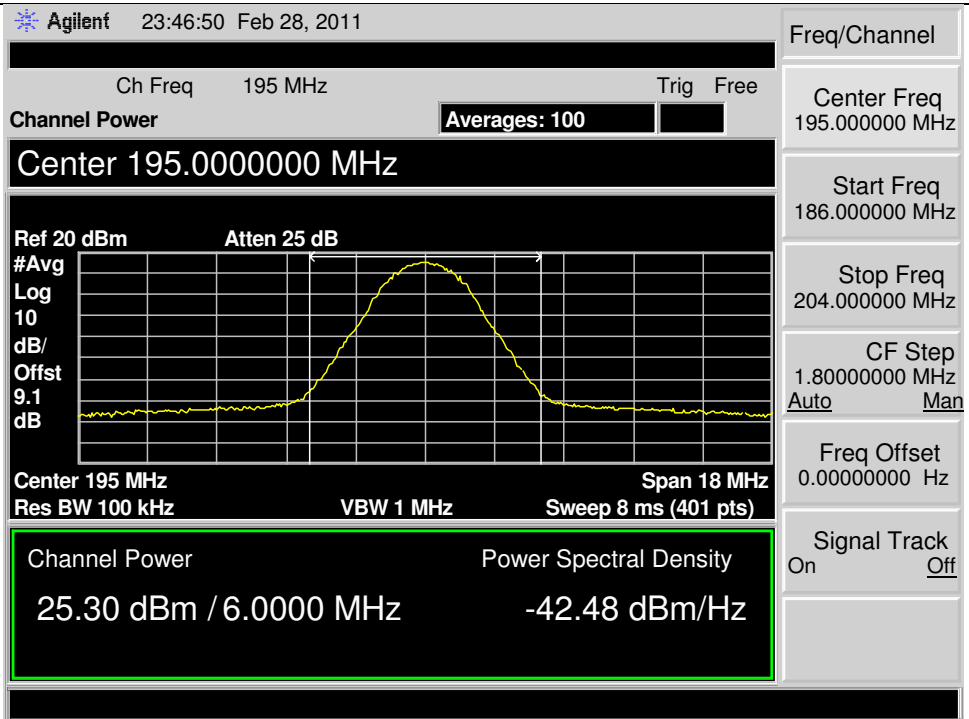 Agilent 23:46:50 Feb 28, 2011
Freq/Channel
Ch Freq 195 MHz Trig Free
Channel Power
Averages: 100
Center 195.0000000 MHz
Ref 20 dBm Atten 25 dB
#Avg
Log
10
dB/
Offst
9.1
dB
Center 195 MHz Span 18 MHz
Res BW 100 kHz VBW 1 MHz Sweep 8 ms (401 pts)
Channel Power Power Spectral Density
25.30 dBm / 6.0000 MHz -42.48 dBm/Hz
Center Freq
195.000000 MHz
Start Freq
186.000000 MHz
Stop Freq
204.000000 MHz
CF Step
1.80000000 MHz
Auto Man
Freq Offset
0.00000000 Hz
Signal Track
On Off